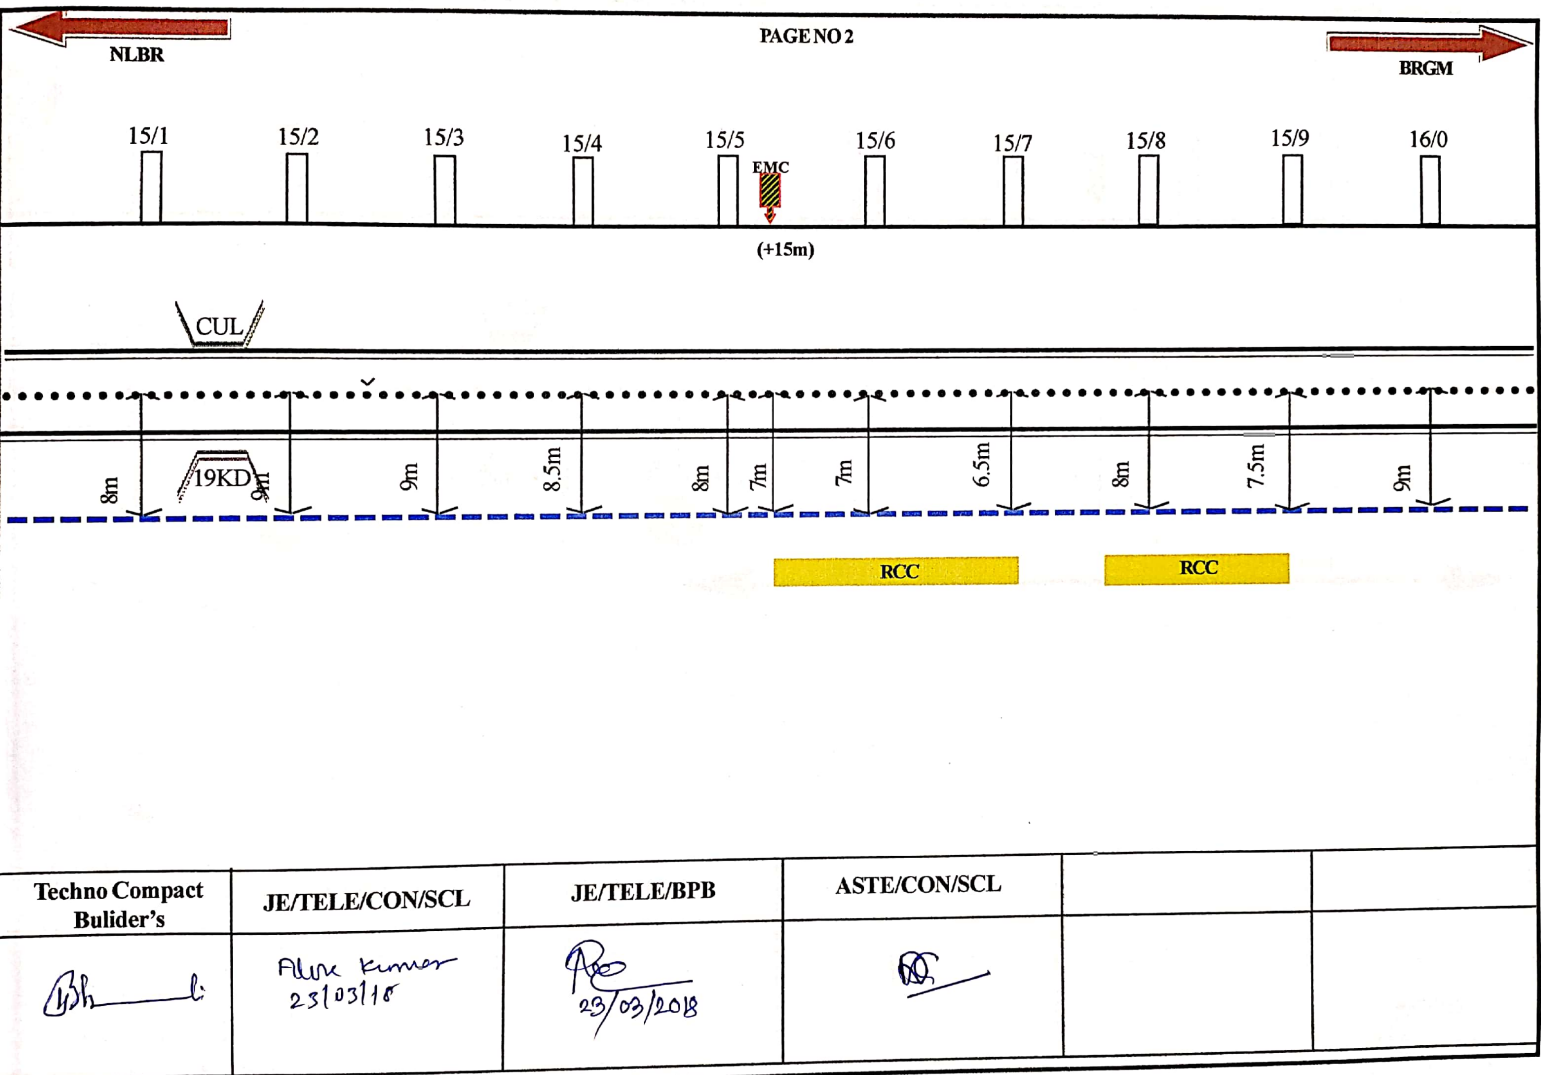 PAGE NO 2
NLBR
BRGM
15/1 15/2 15/3 15/4 15/5 15/6 15/7 15/8 15/9 16/0
EMC
(+15m)
CUL
19KD
8m 9m 9m 8.5m 8m 7m 7m 6.5m 8m 7.5m 9m
RCC RCC
Techno Compact
Bulider's
JE/TELE/CON/SCL
JE/TELE/BPB
ASTE/CON/SCL
Kumar
23/03/18
23/03/2018